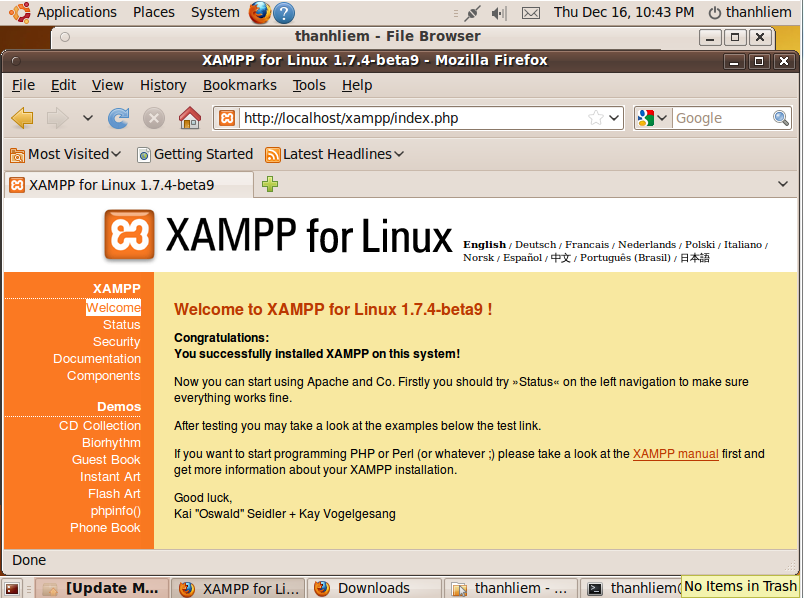 Applications Places System Thu Dec 16, 10:43 PM thanhliem
thanhliem - File Browser
XAMPP for Linux 1.7.4-beta9 - Mozilla Firefox
File Edit View History Bookmarks Tools Help
http://localhost/xampp/index.php Google
Most Visited Getting Started Latest Headlines
XAMPP for Linux 1.7.4-beta9
XAMPP for Linux
English / Deutsch / Francais / Nederlands / Polski / Italiano /
Norsk / Español / 中文 / Português (Brasil) / 日本語
XAMPP
Welcome
Status
Security
Documentation
Components
Demos
CD Collection
Biorhythm
Guest Book
Instant Art
Flash Art
phpinfo()
Phone Book
Welcome to XAMPP for Linux 1.7.4-beta9 !
Congratulations:
You successfully installed XAMPP on this system!
Now you can start using Apache and Co. Firstly you should try »Status« on the left navigation to make sure
everything works fine.
After testing you may take a look at the examples below the test link.
If you want to start programming PHP or Perl (or whatever ;) please take a look at the XAMPP manual first and
get more information about your XAMPP installation.
Good luck,
Kai "Oswald" Seidler + Kay Vogelgesang
Done
[Update M... XAMPP for Li... Downloads thanhliem - ... thanhliem@ No Items in Trash